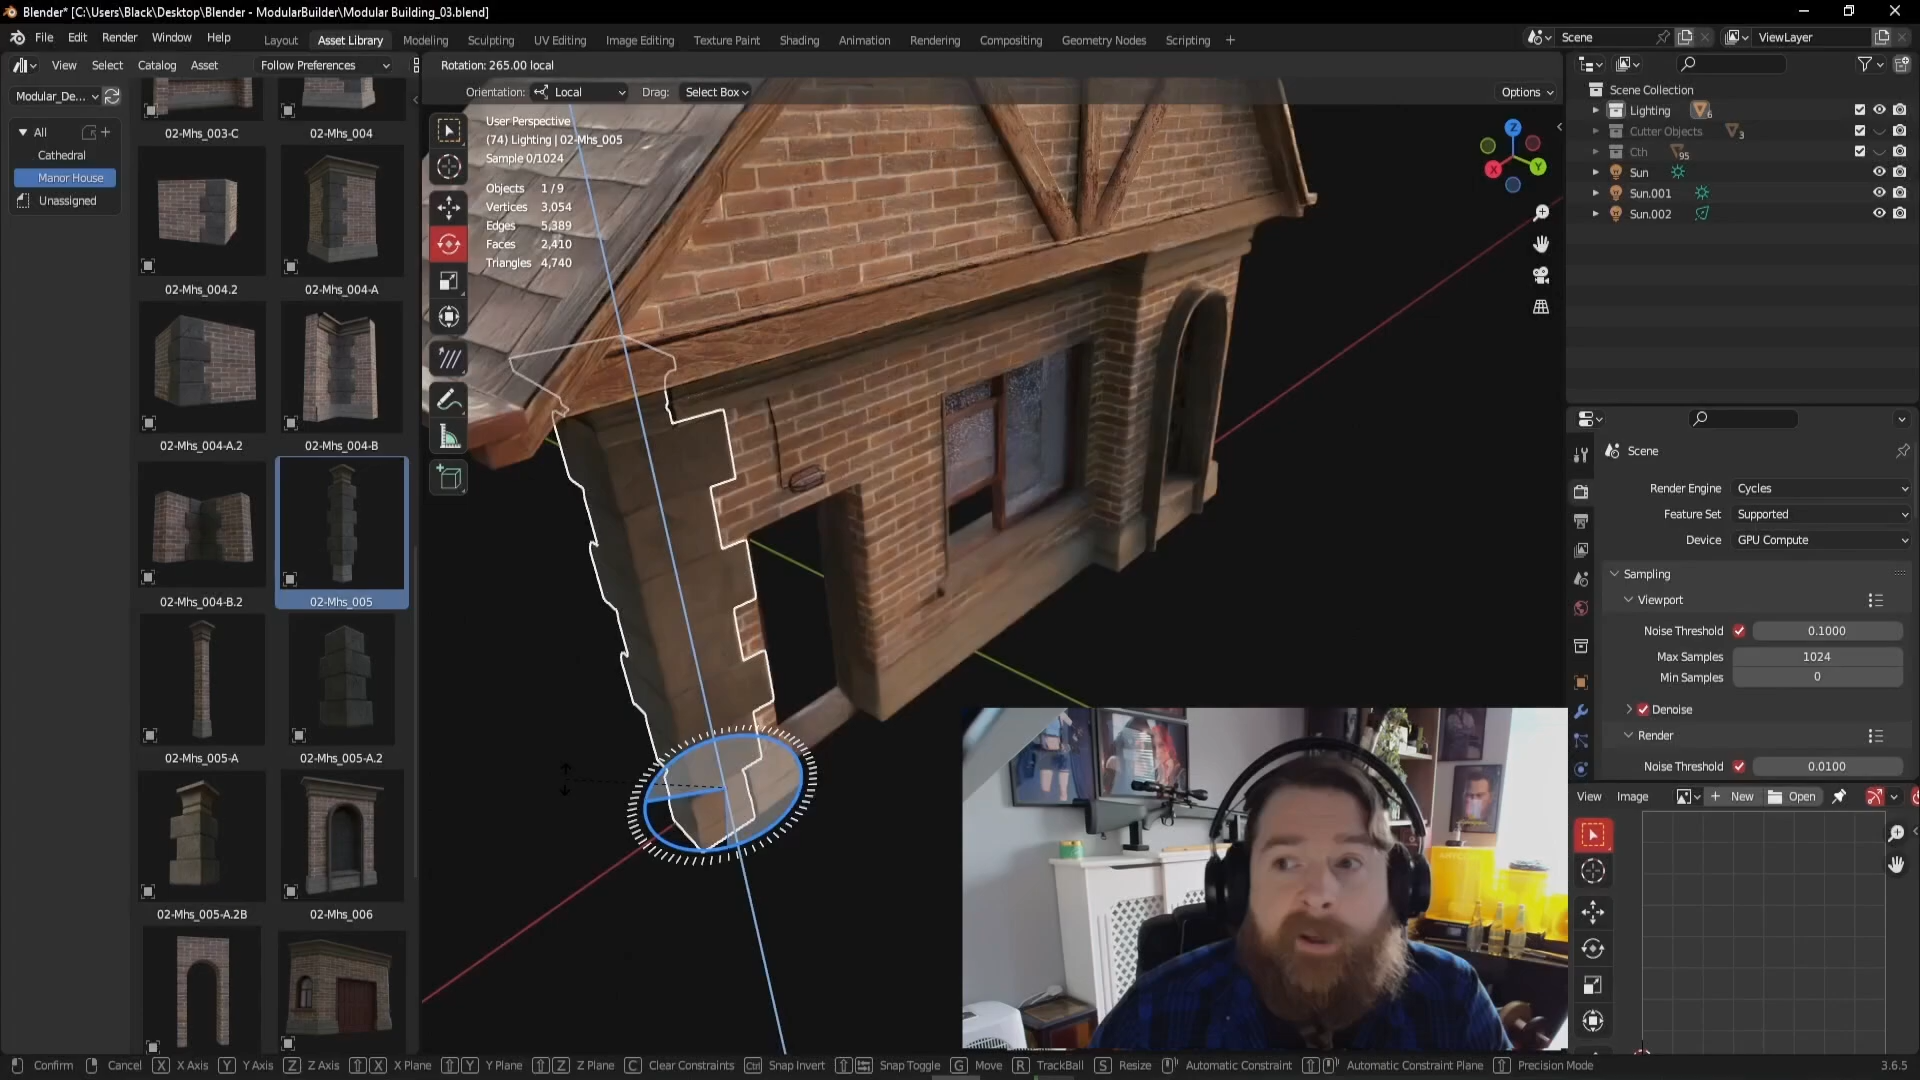 Blender* [C:\Users\Black\Desktop\Blender - ModularBuilder\Modular Building_03.blend]
File Edit Render Window Help
Layout Asset Library Modeling Sculpting UV Editing Image Editing Texture Paint Shading Animation Rendering Compositing Geometry Nodes Scripting +
Scene
ViewLayer
View Select Catalog Asset Follow Preferences
Rotation: 265.00 local
Modular_De...
Orientation: Local Drag: Select Box
Options
All
Cathedral
Manor House
Unassigned
02-Mhs_003-C
02-Mhs_004
02-Mhs_004.2
02-Mhs_004-A
02-Mhs_004-A.2
02-Mhs_004-B
02-Mhs_004-B.2
02-Mhs_005
02-Mhs_005-A
02-Mhs_005-A.2
02-Mhs_005-A.2B
02-Mhs_006
User Perspective
(74) Lighting | 02-Mhs_005
Sample 0/1024
Objects 1 / 9
Vertices 3,054
Edges 5,389
Faces 2,410
Triangles 4,740
Z
Y
X
Scene Collection
Lighting 6
Cutter Objects 3
Cth 95
Sun
Sun.001
Sun.002
Scene
Render Engine Cycles
Feature Set Supported
Device GPU Compute
Sampling
Viewport
Noise Threshold 0.1000
Max Samples 1024
Min Samples 0
Denoise
Render
Noise Threshold 0.0100
View Image + New Open
Confirm Cancel X X Axis Y Y Axis Z Z Axis X X Plane Y Y Plane Z Z Plane C Clear Constraints Ctrl Snap Invert Snap Toggle G Move R TrackBall S Resize Automatic Constraint Automatic Constraint Plane Precision Mode
3.6.5